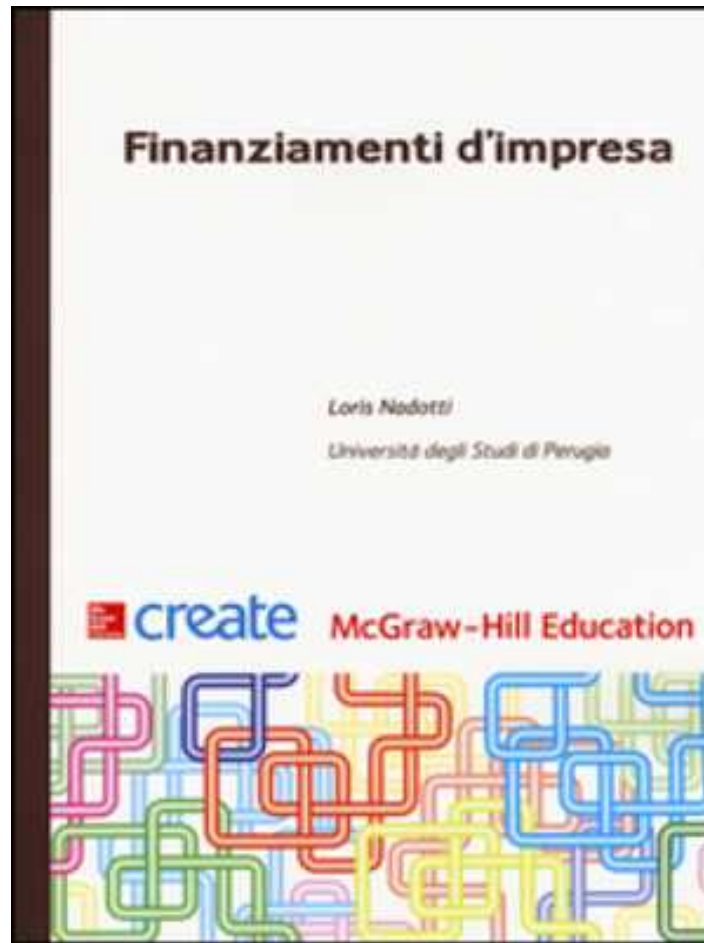 Finanziamenti d'impresa
Loris Nadotti
Università degli Studi di Perugia
create McGraw-Hill Education